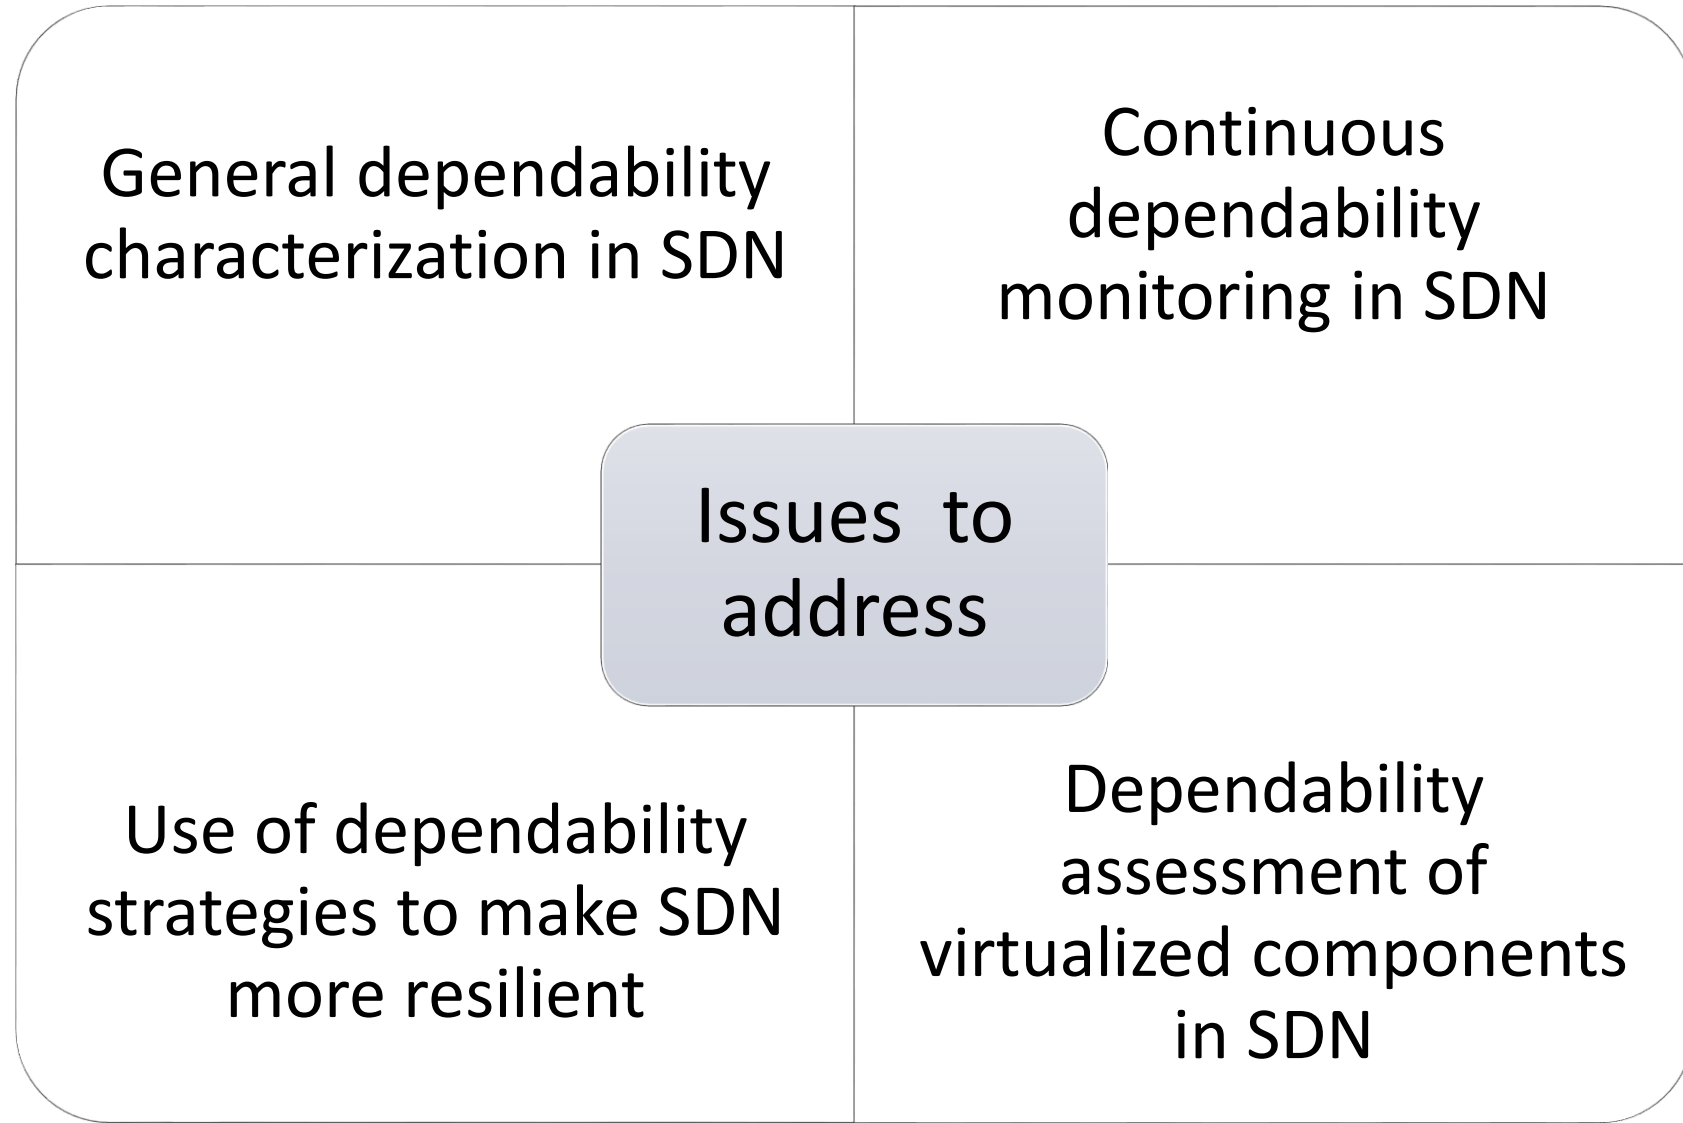 General dependability
characterization in SDN
Continuous
dependability
monitoring in SDN
Issues  to
address
Use of dependability
strategies to make SDN
more resilient
Dependability
assessment of
virtualized components
in SDN